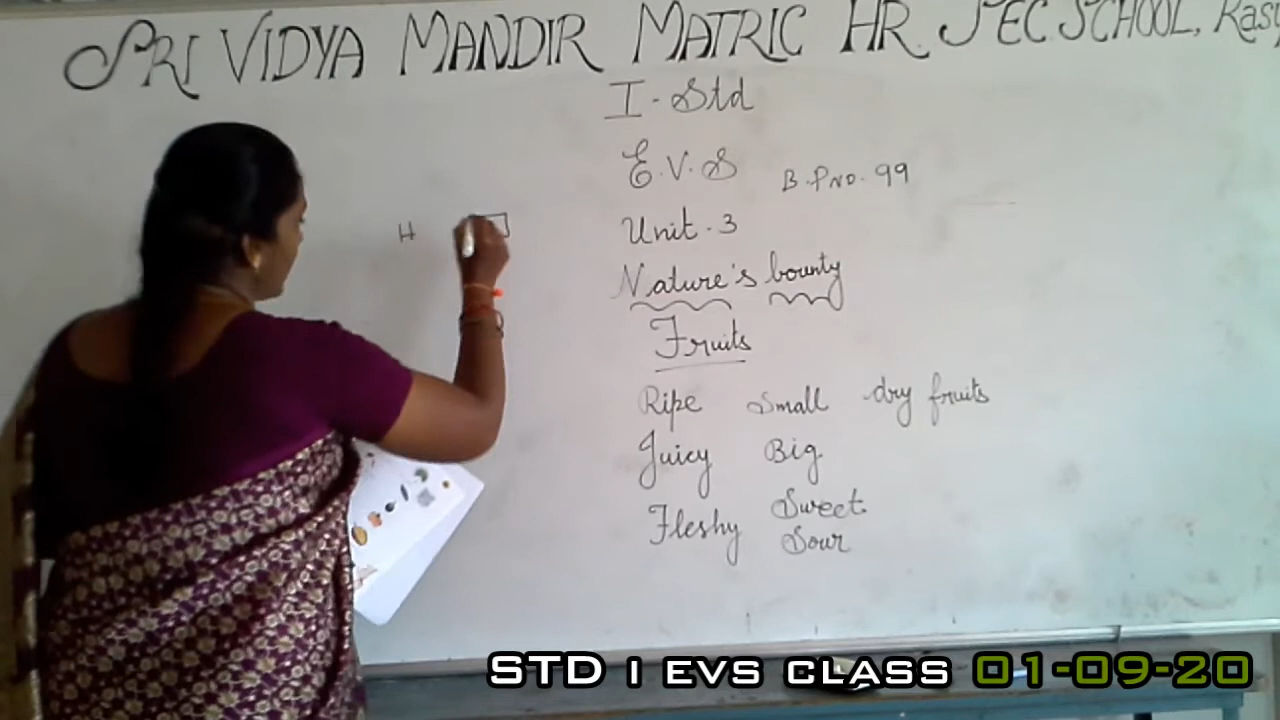 SRI VIDYA MANDIR MATRIC HR. SEC. SCHOOL,
I - Std
E.V.S B.P NO. 99
Unit - 3
Nature's bounty
Fruits
Ripe Small dry fruits
Juicy Big
Fleshy Sweet
Sour
H
STD I EVS CLASS 01-09-20